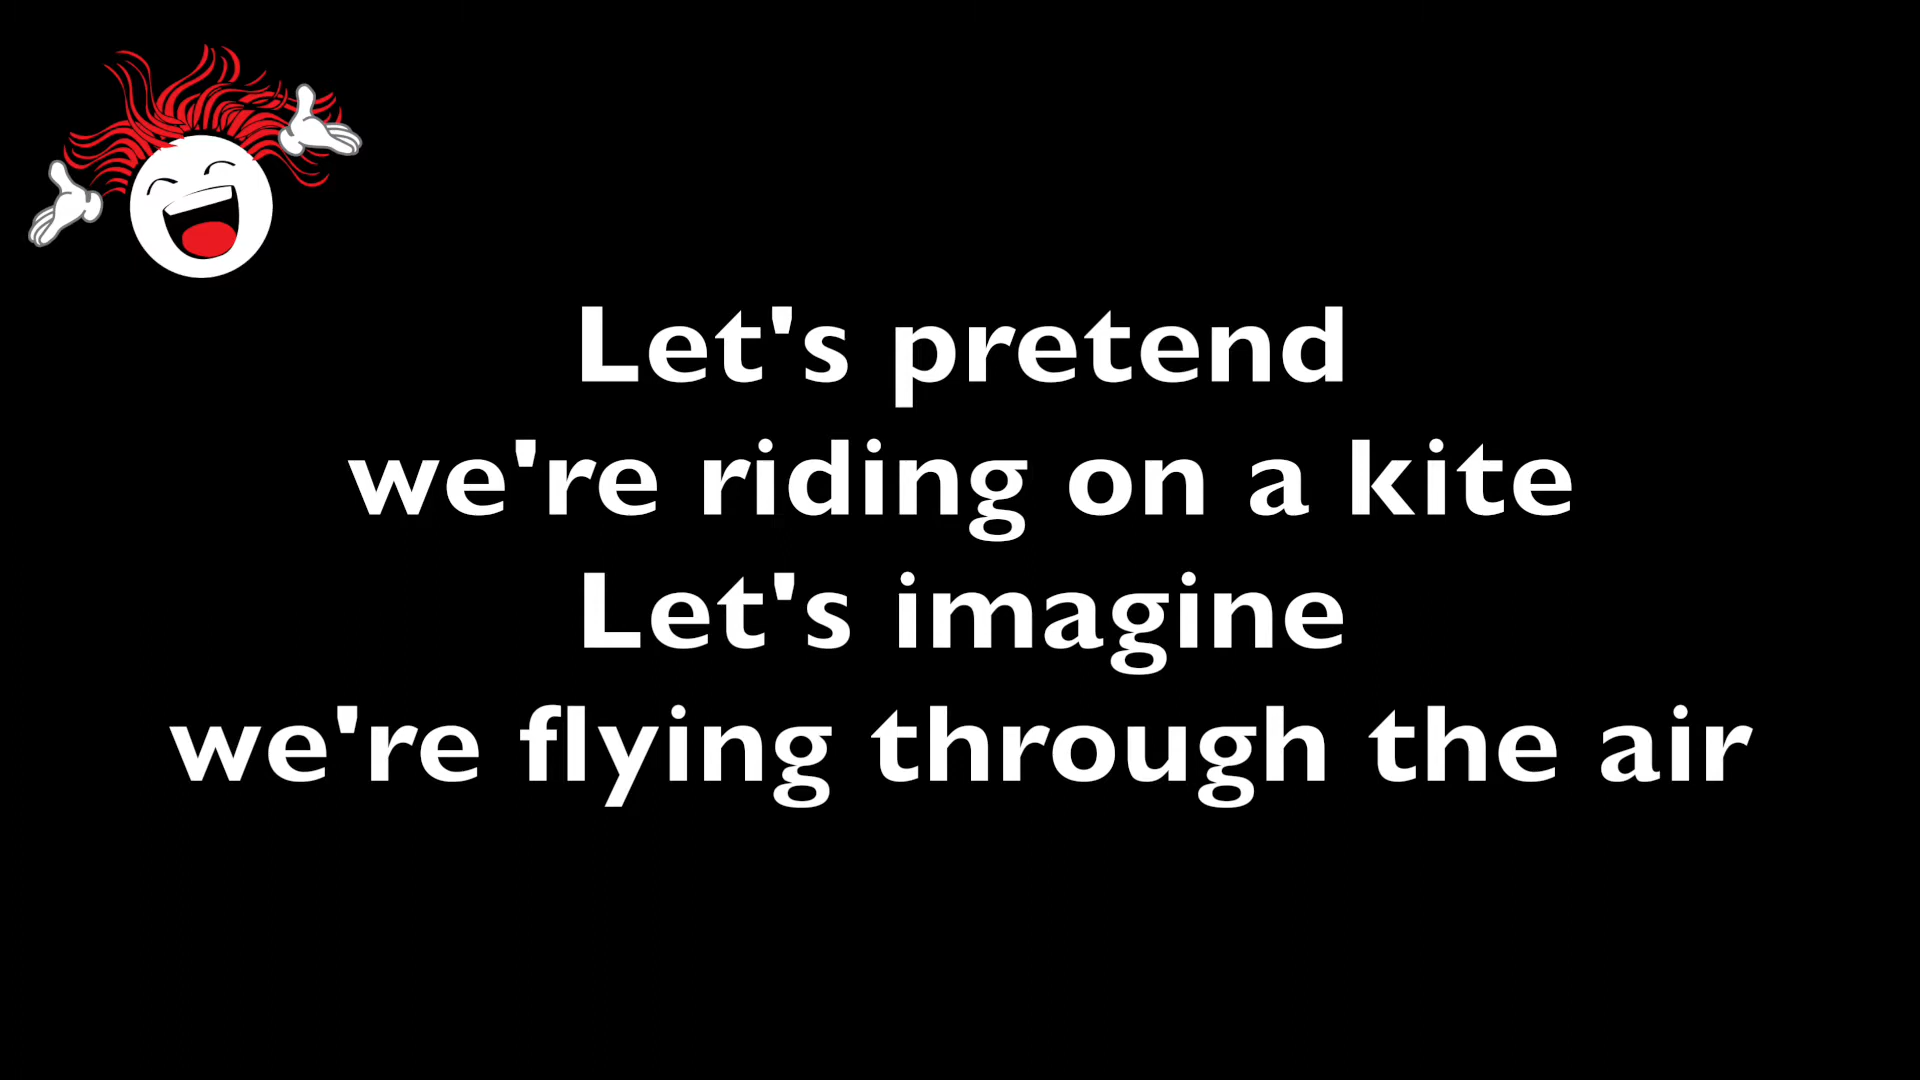 Let's pretend
we're riding on a kite
Let's imagine
we're flying through the air